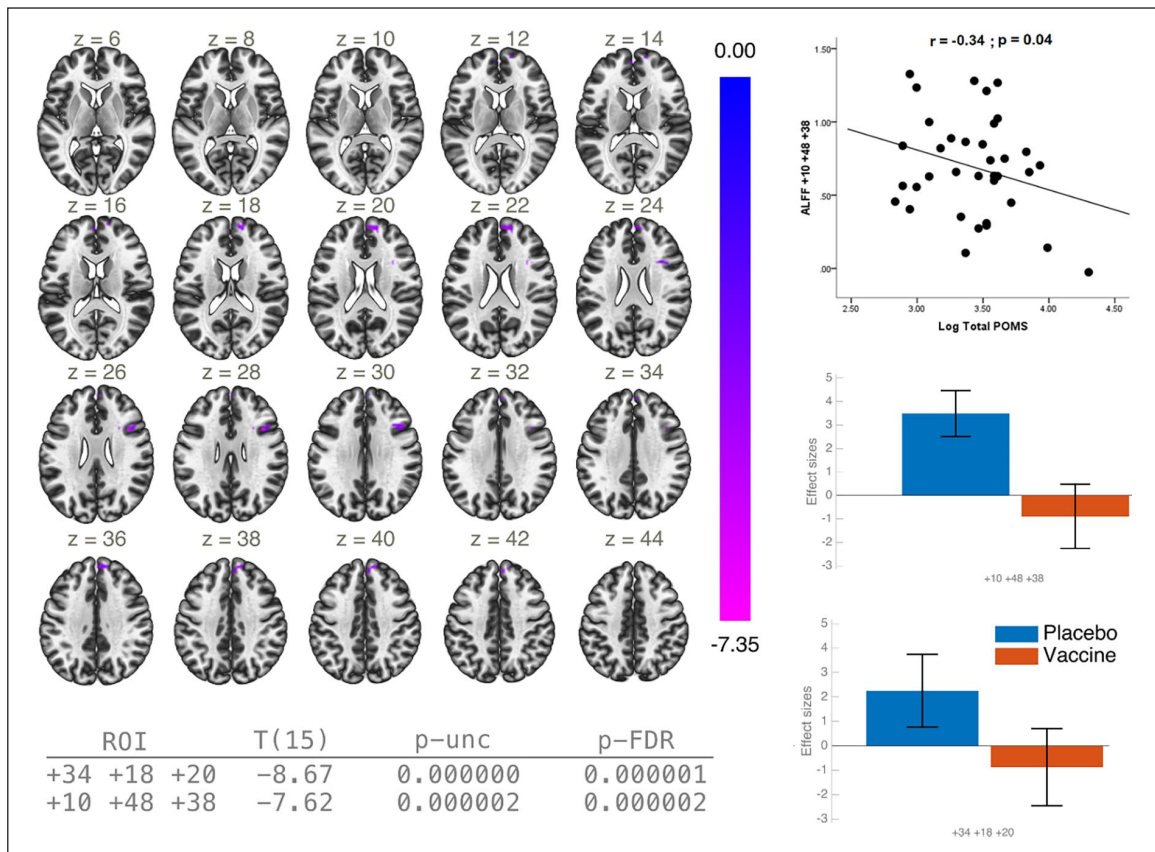 z = 6 z = 8 z = 10 z = 12 z = 14
z = 16 z = 18 z = 20 z = 22 z = 24
z = 26 z = 28 z = 30 z = 32 z = 34
z = 36 z = 38 z = 40 z = 42 z = 44
0.00
-7.35
ROI T(15) p-unc p-FDR
+34 +18 +20 -8.67 0.000000 0.000001
+10 +48 +38 -7.62 0.000002 0.000002
r = -0.34 ; p = 0.04
ALFF +10 +48 +38
1.50
1.00
.50
.00
2.50 3.00 3.50 4.00 4.50
Log Total POMS
Effect sizes
5
4
3
2
1
0
-1
-2
-3
+10 +48 +38
Placebo
Vaccine
Effect sizes
5
4
3
2
1
0
-1
-2
-3
+34 +18 +20